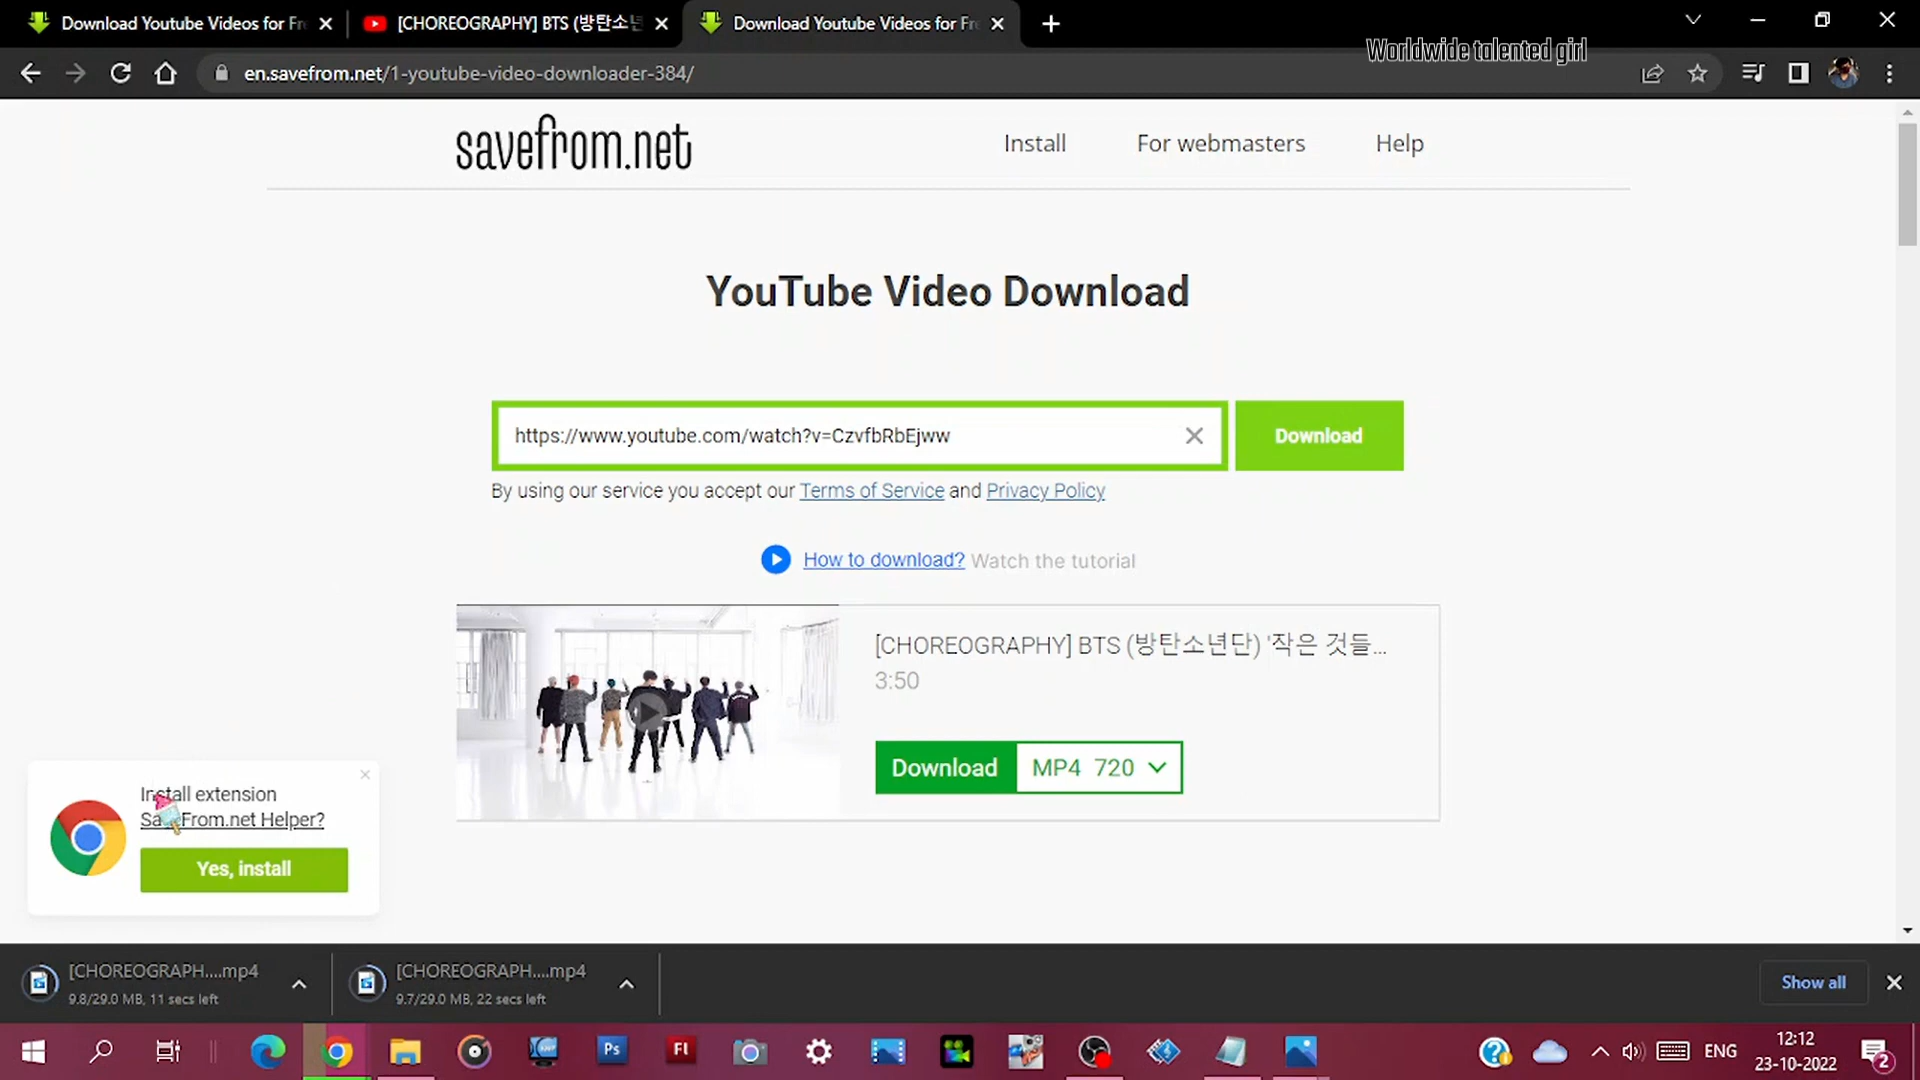 Download Youtube Videos for Fr
[CHOREOGRAPHY] BTS (방탄소년
Download Youtube Videos for Fre
Worldwide talented girl
en.savefrom.net/1-youtube-video-downloader-384/
savefrom.net
Install
For webmasters
Help
YouTube Video Download
https://www.youtube.com/watch?v=CzvfbRbEjww
Download
By using our service you accept our Terms of Service and Privacy Policy
How to download? Watch the tutorial
[CHOREOGRAPHY] BTS (방탄소년단) '작은 것들...
3:50
Download MP4 720
Install extension
SaveFrom.net Helper?
Yes, install
[CHOREOGRAPH....mp4
9.8/29.0 MB, 11 secs left
[CHOREOGRAPH....mp4
9.7/29.0 MB, 22 secs left
Show all
Ps
Fl
ENG
12:12
23-10-2022
2